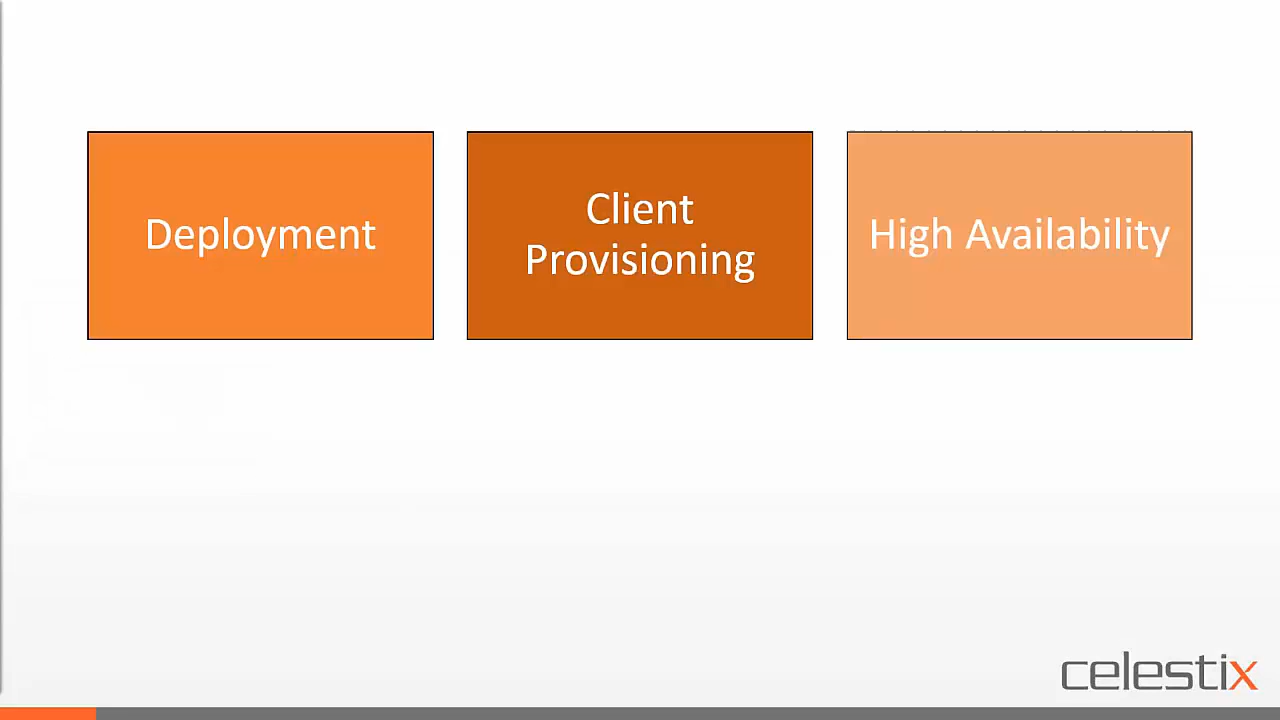 Deployment
Client
Provisioning
High Availability
celestix